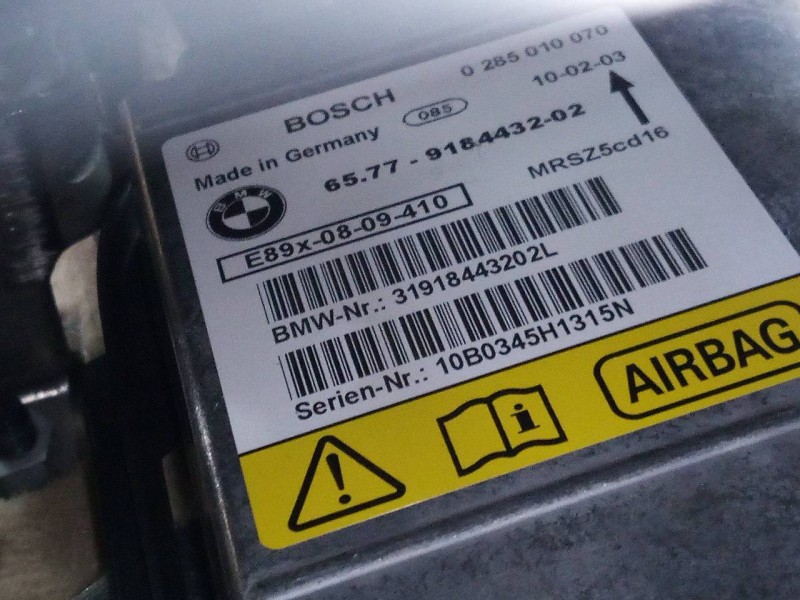 BOSCH 0 285 010 070
Made in Germany 085 10-02-03
BMW 65.77 - 9184432-02
E89x-08-09-410 MRSZ5cd16
BMW-Nr.: 31918443202L
Serien-Nr.: 10B0345H1315N
AIRBAG